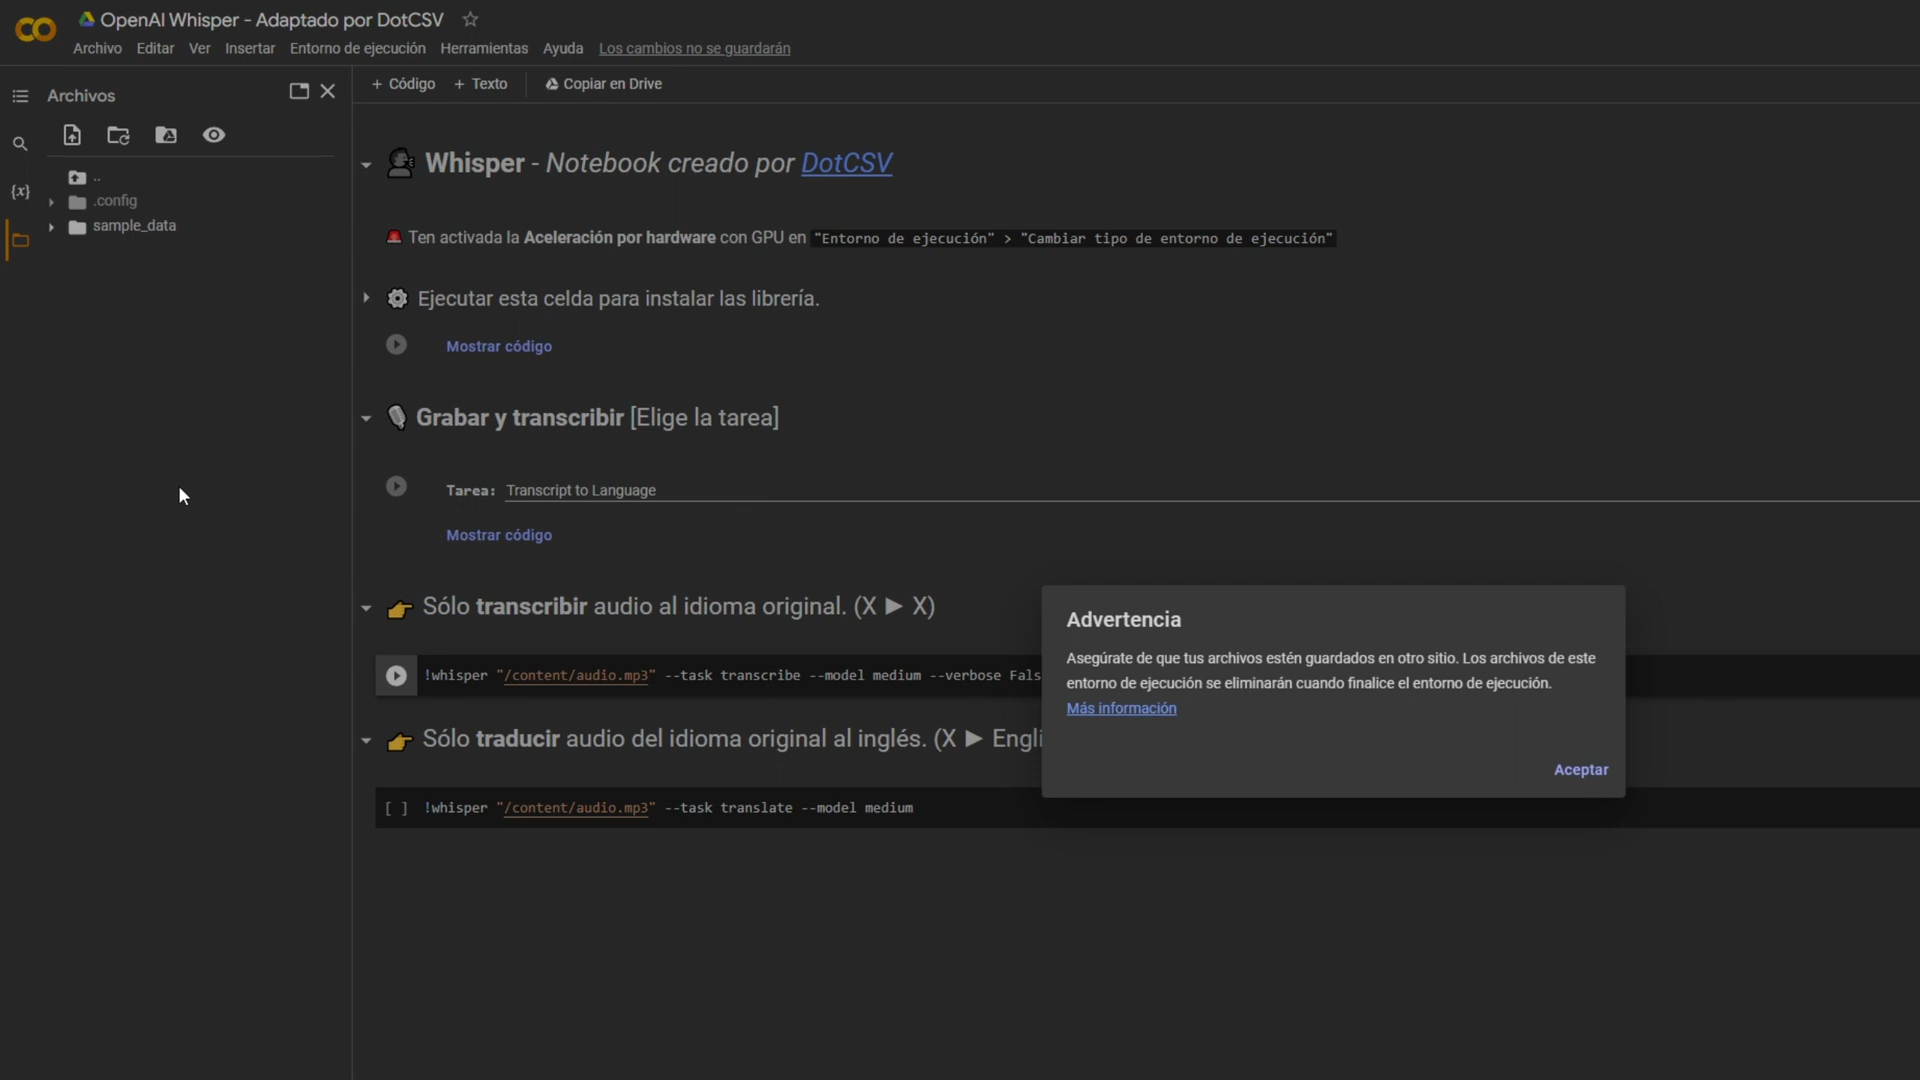 OpenAI Whisper - Adaptado por DotCSV
Archivo Editar Ver Insertar Entorno de ejecución Herramientas Ayuda Los cambios no se guardarán
Archivos
+ Código + Texto Copiar en Drive
..
.config
sample_data
{x}
Whisper - Notebook creado por DotCSV
Ten activada la Aceleración por hardware con GPU en "Entorno de ejecución" > "Cambiar tipo de entorno de ejecución"
Ejecutar esta celda para instalar las librería.
Mostrar código
Grabar y transcribir [Elige la tarea]
Tarea: Transcript to Language
Mostrar código
Sólo transcribir audio al idioma original. (X ► X)
!whisper "/content/audio.mp3" --task transcribe --model medium --verbose Fals
Sólo traducir audio del idioma original al inglés. (X ► Engli
[ ] !whisper "/content/audio.mp3" --task translate --model medium
Advertencia
Asegúrate de que tus archivos estén guardados en otro sitio. Los archivos de este
entorno de ejecución se eliminarán cuando finalice el entorno de ejecución.
Más información
Aceptar